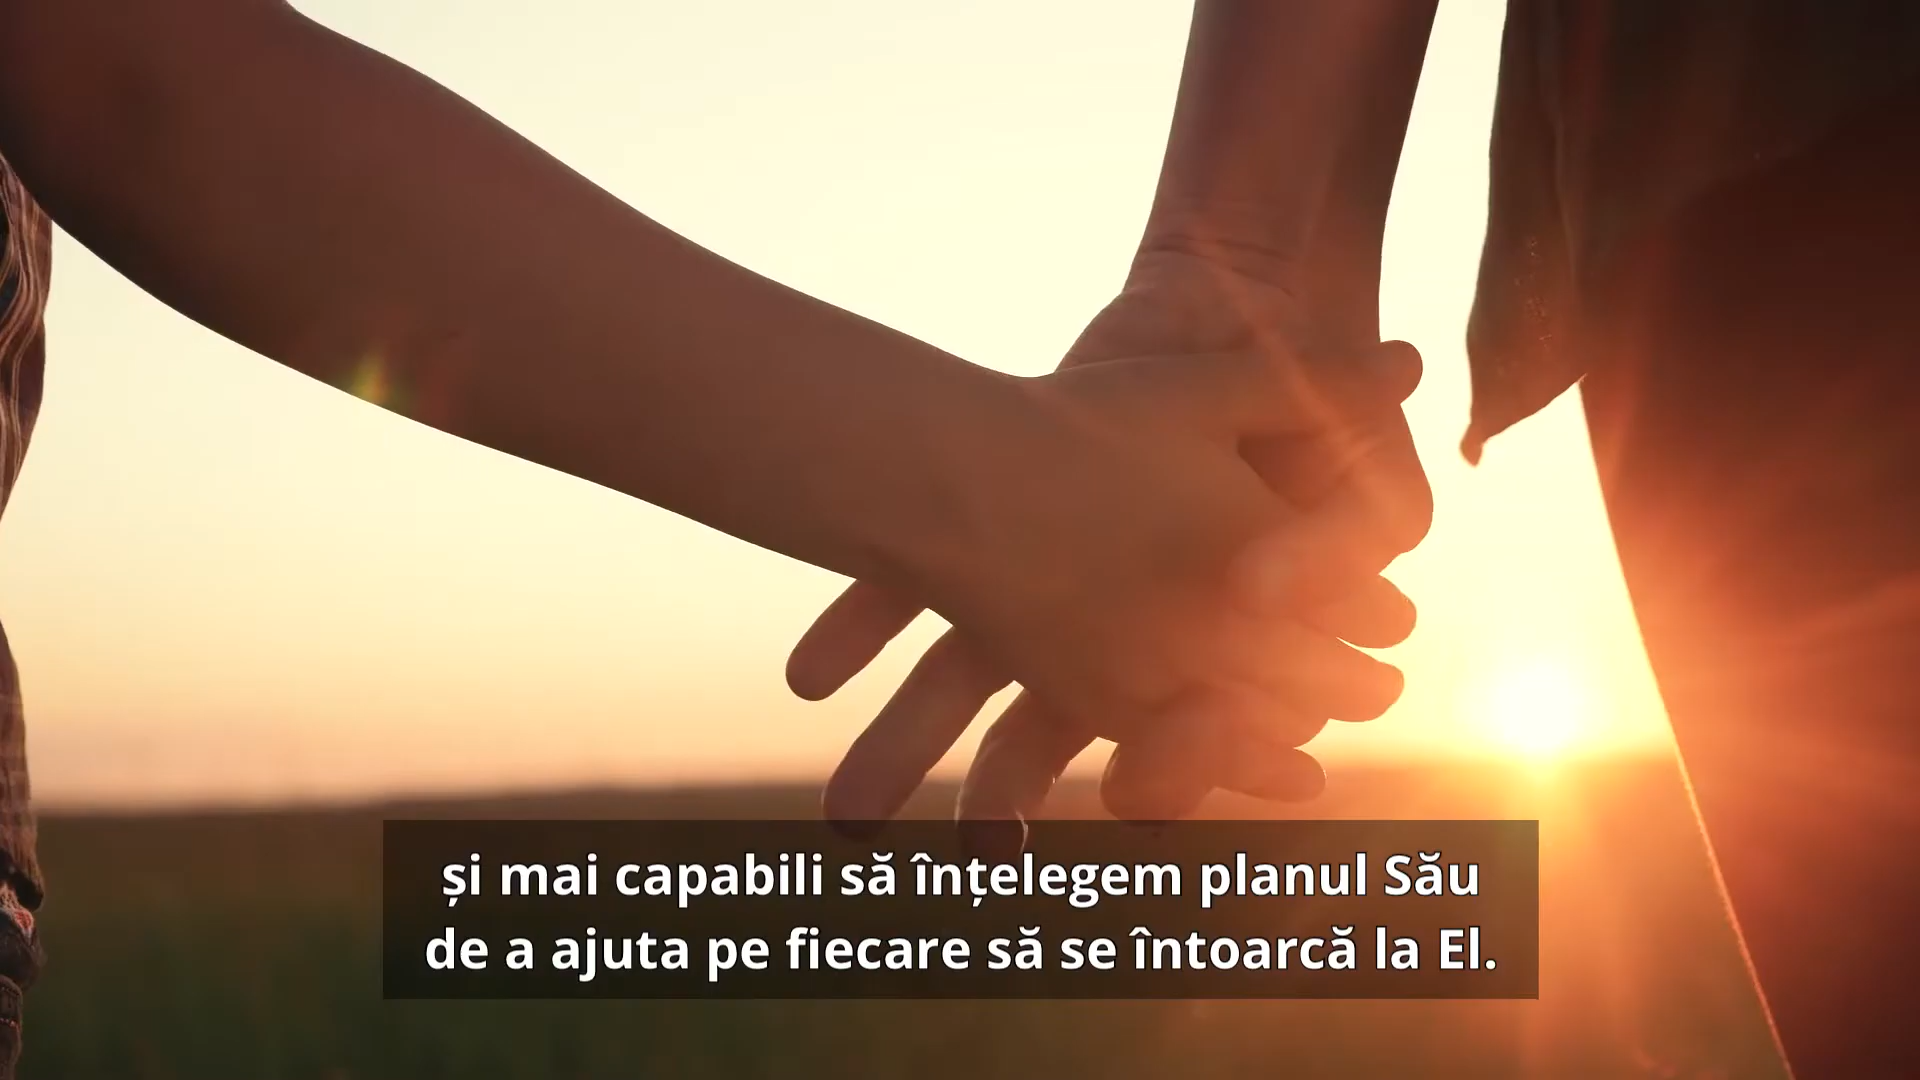 și mai capabili să înțelegem planul Său
de a ajuta pe fiecare să se întoarcă la El.